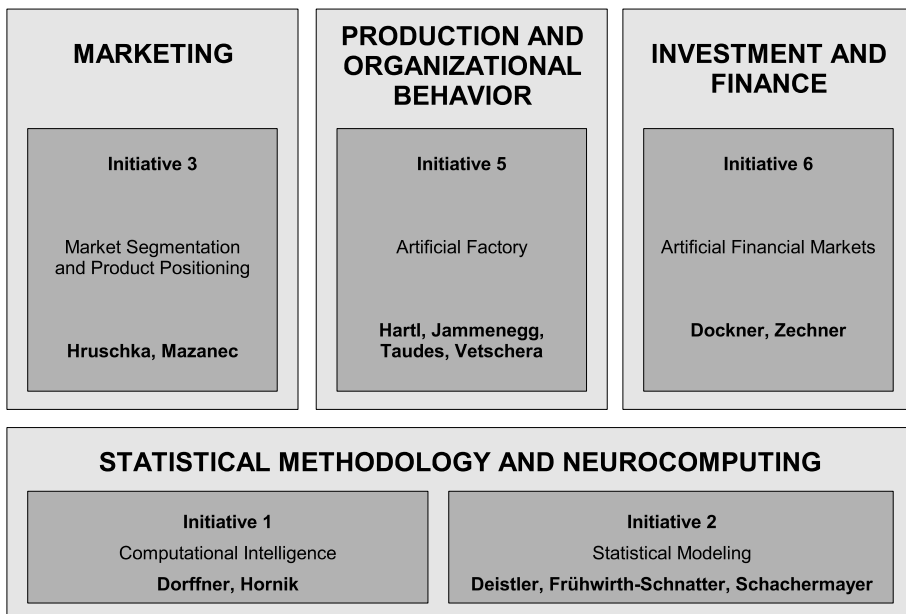 MARKETING
Initiative 3
Market Segmentation
and Product Positioning
Hruschka, Mazanec
PRODUCTION AND
ORGANIZATIONAL
BEHAVIOR
Initiative 5
Artificial Factory
Hartl, Jammenegg,
Taudes, Vetschera
INVESTMENT AND
FINANCE
Initiative 6
Artificial Financial Markets
Dockner, Zechner
STATISTICAL METHODOLOGY AND NEUROCOMPUTING
Initiative 1
Computational Intelligence
Dorffner, Hornik
Initiative 2
Statistical Modeling
Deistler, Frühwirth-Schnatter, Schachermayer